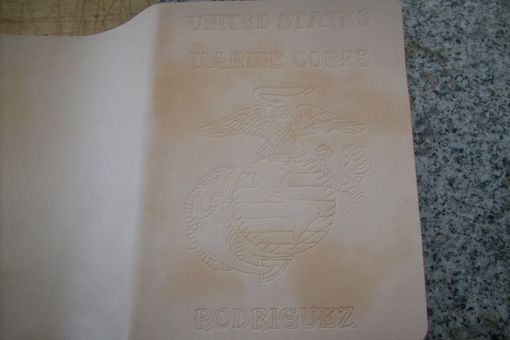 UNITED STATES
MARINE CORPS
RODRIGUEZ